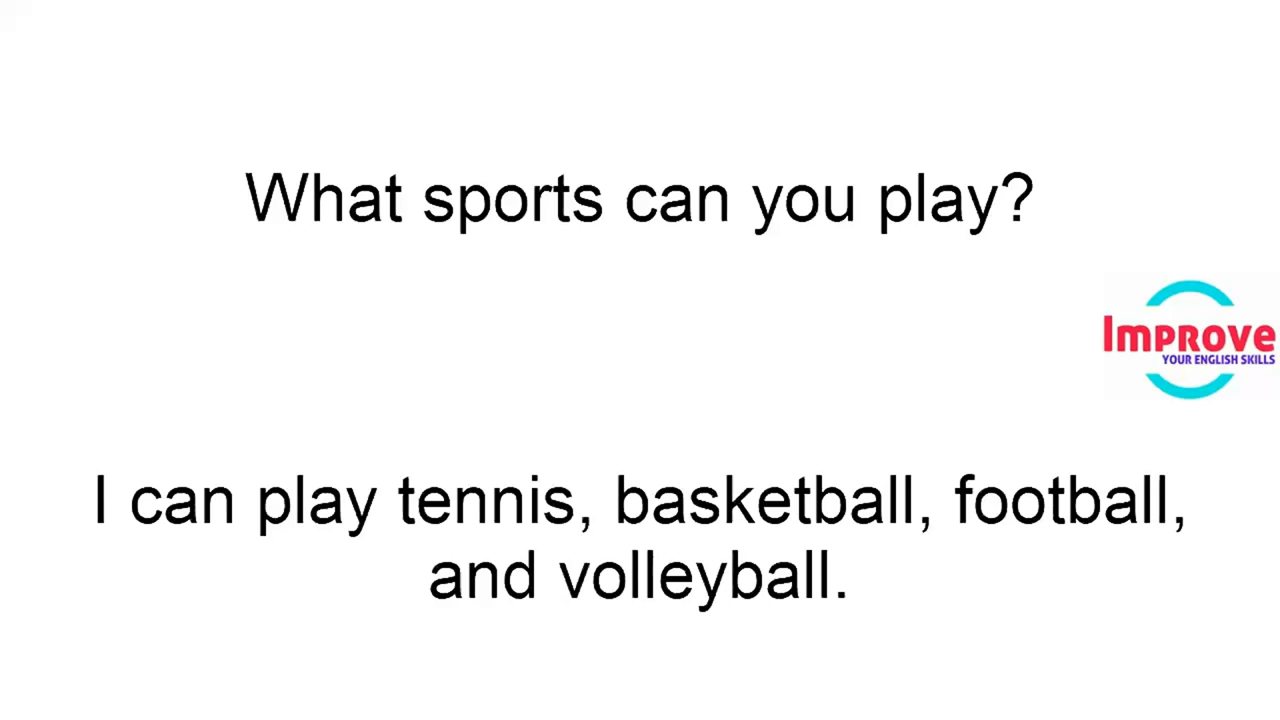 What sports can you play?
Improve
YOUR ENGLISH SKILLS
I can play tennis, basketball, football,
and volleyball.